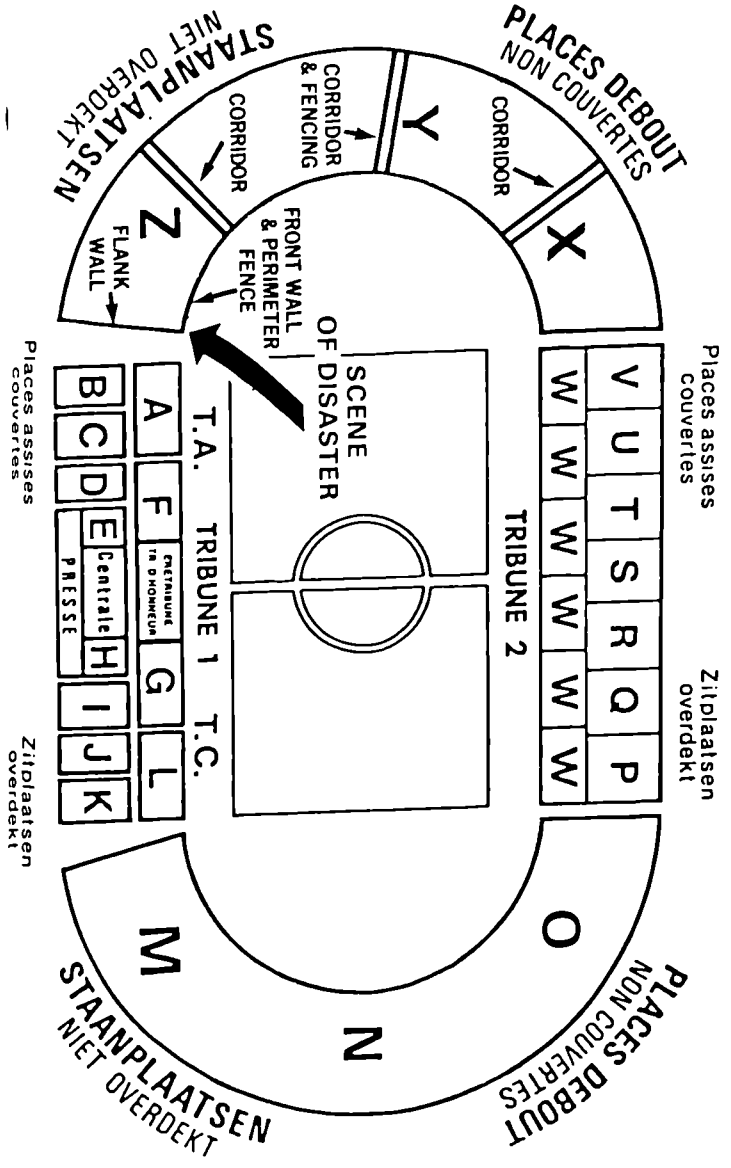 PLACES DEBOUT
NON COUVERTES
Places assises
couvertes
Zitplaatsen
overdekt
PLACES DEBOUT
NON COUVERTES
V U T S R Q P
W W W W W W
X
CORRIDOR
Y
CORRIDOR
& FENCING
CORRIDOR
Z
FLANK
WALL
FRONT WALL
& PERIMETER
FENCE
SCENE
OF DISASTER
TRIBUNE 2
O
N
M
T.A. TRIBUNE 1 T.C.
A F TR D HONNEUR G L
B C D E Centrale H I J K
PRESSE
STAANPLAATSEN
NIET OVERDEKT
Places assises
couvertes
Zitplaatsen
overdekt
STAANPLAATSEN
NIET OVERDEKT